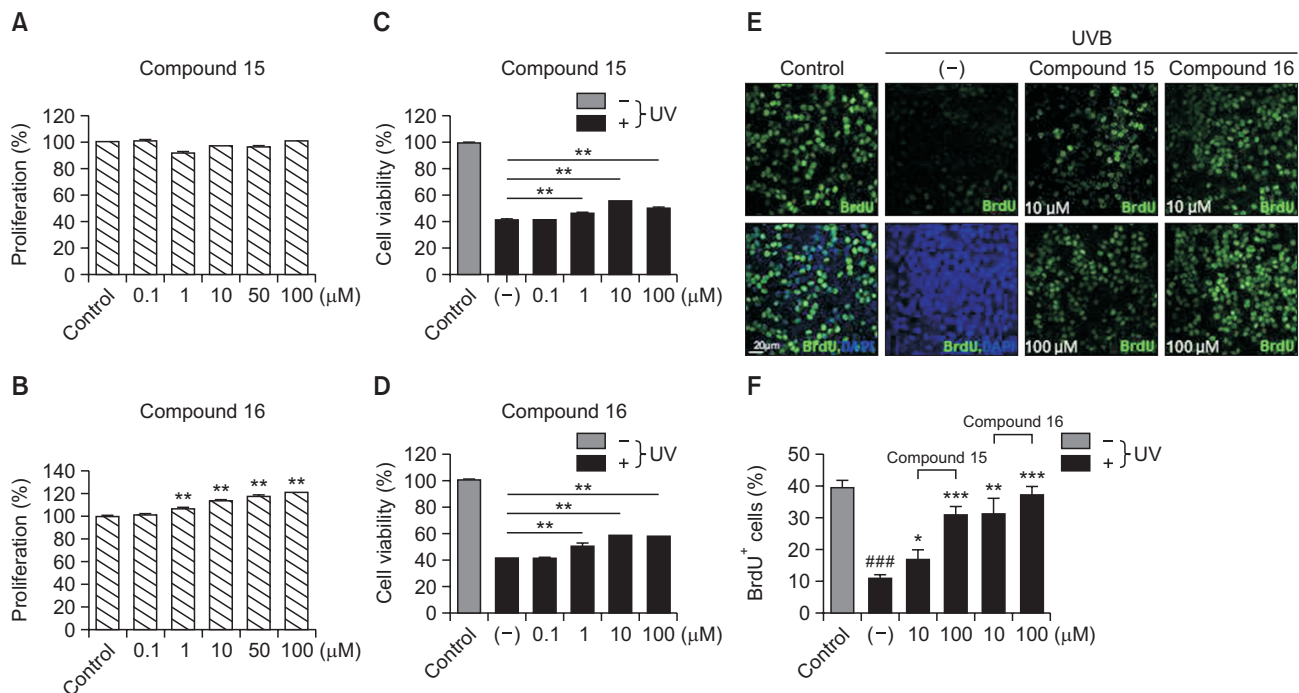 A
Compound 15
Proliferation (%)
120
100
80
60
40
20
0
Control 0.1 1 10 50 100 (μM)
B
Compound 16
Proliferation (%)
140
120
100
80
60
40
20
0
** ** ** **
Control 0.1 1 10 50 100 (μM)
C
Compound 15
− + UV
Cell viability (%)
120
100
80
60
40
20
0
**
**
**
Control (−) 0.1 1 10 100 (μM)
D
Compound 16
− + UV
Cell viability (%)
120
100
80
60
40
20
0
**
**
**
Control (−) 0.1 1 10 100 (μM)
E
UVB
Control (−) Compound 15 Compound 16
BrdU BrdU 10 μM BrdU 10 μM BrdU
20μm BrdU, DAPI BrdU, DAPI 100 μM BrdU 100 μM BrdU
F
Compound 16
Compound 15
− + UV
BrdU+ cells (%)
50
40
30
20
10
0
### * *** ** ***
Control (−) 10 100 10 100 (μM)